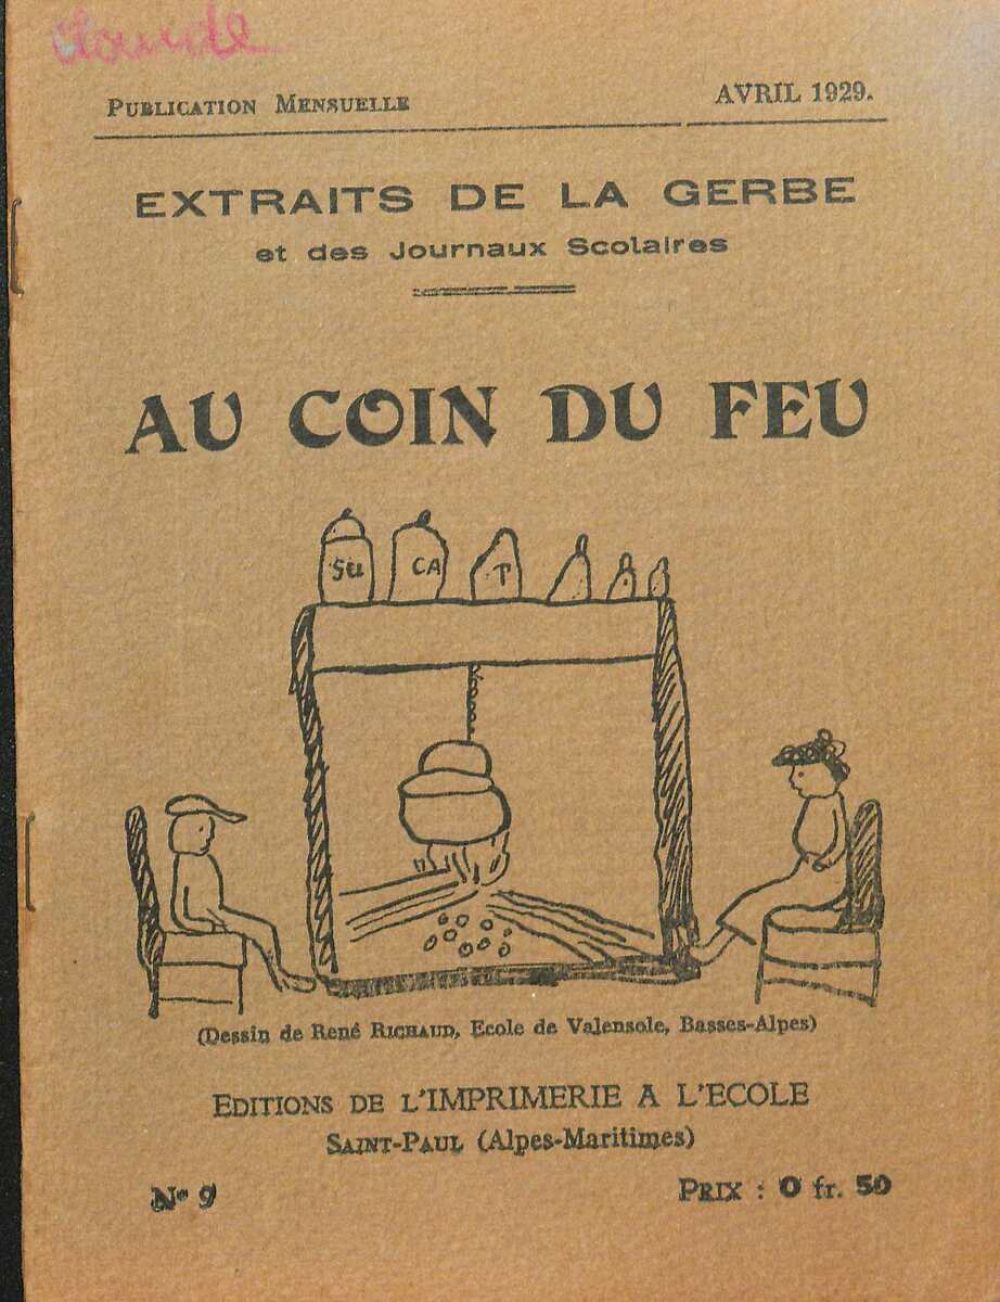 Claude
PUBLICATION MENSUELLE AVRIL 1929.
EXTRAITS DE LA GERBE
et des Journaux Scolaires
AU COIN DU FEU
Su CA T
(Dessin de René RICHAUD, Ecole de Valensole, Basses-Alpes)
EDITIONS DE L'IMPRIMERIE A L'ECOLE
SAINT-PAUL (Alpes-Maritimes)
N° 9 PRIX : 0 fr. 50